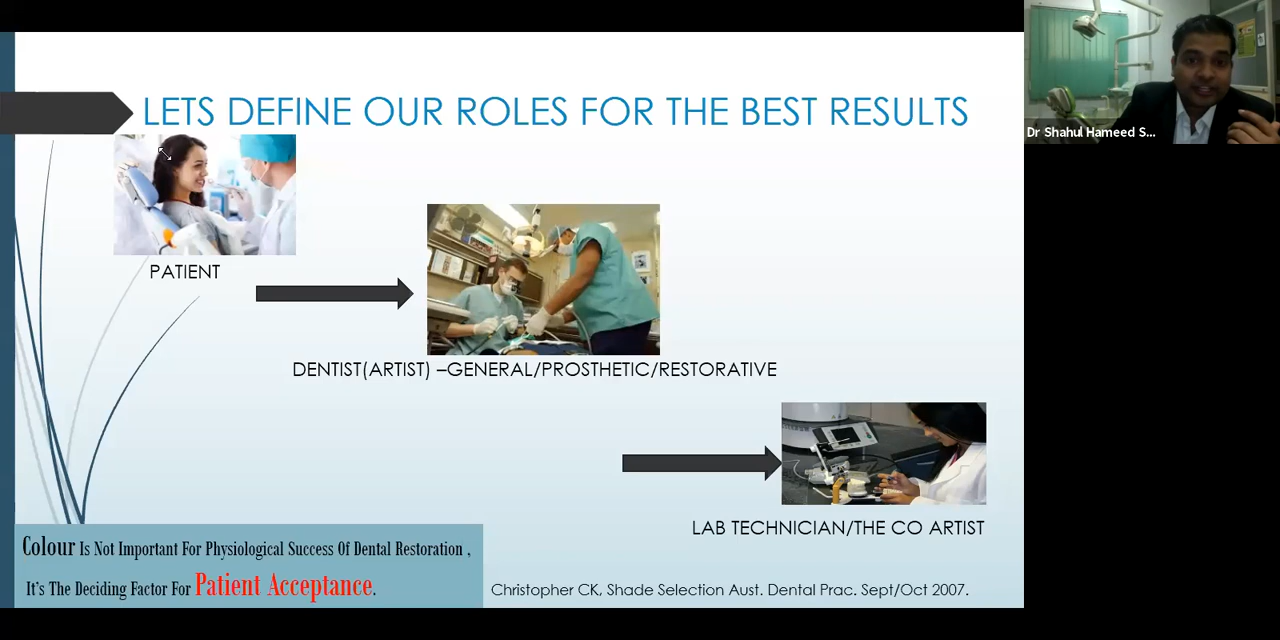 LETS DEFINE OUR ROLES FOR THE BEST RESULTS
Dr Shahul Hameed S...
PATIENT
DENTIST(ARTIST) –GENERAL/PROSTHETIC/RESTORATIVE
LAB TECHNICIAN/THE CO ARTIST
Colour Is Not Important For Physiological Success Of Dental Restoration ,
It's The Deciding Factor For Patient Acceptance.
Christopher CK, Shade Selection Aust. Dental Prac. Sept/Oct 2007.